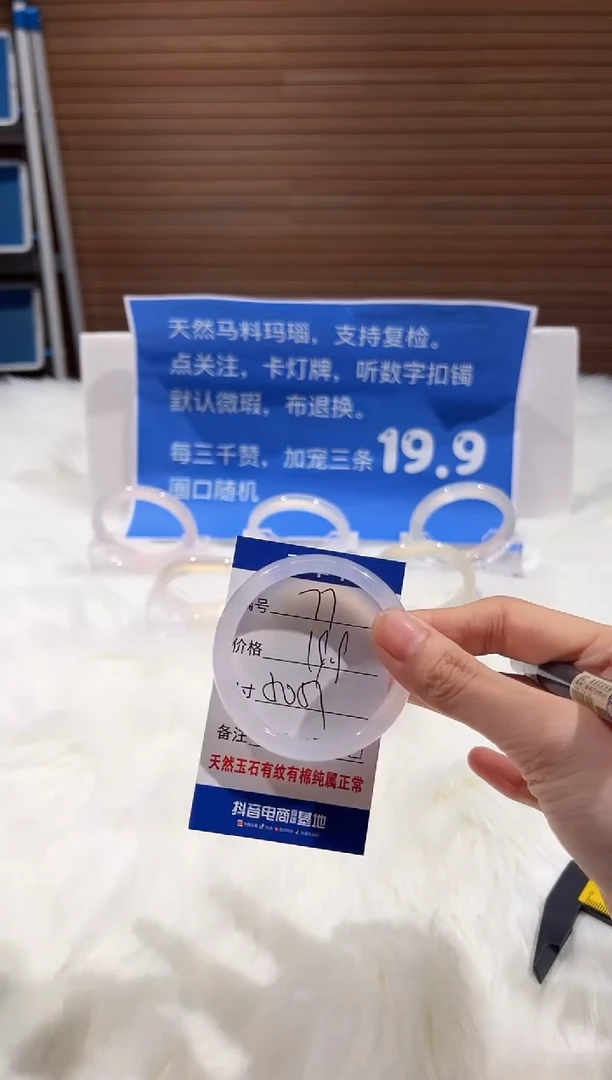 天然马料玛瑙，支持复检。
点关注，卡灯牌，听数字扣镯
默认微瑕，布退换。
每三千赞，加宠三条19.9
圈口随机
号 77
价格
寸
备注
天然玉石有纹有棉纯属正常
抖音电商 基地